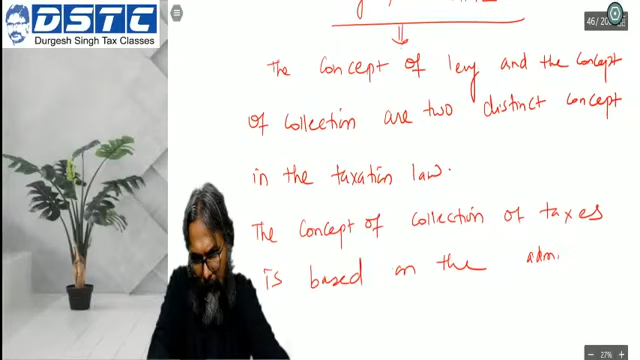 DSTC
Durgesh Singh Tax Classes
46/20
The concept of levy and the concept
of collection are two distinct concept
in the taxation law.
The concept of collection of taxes
is based on the adm
27%